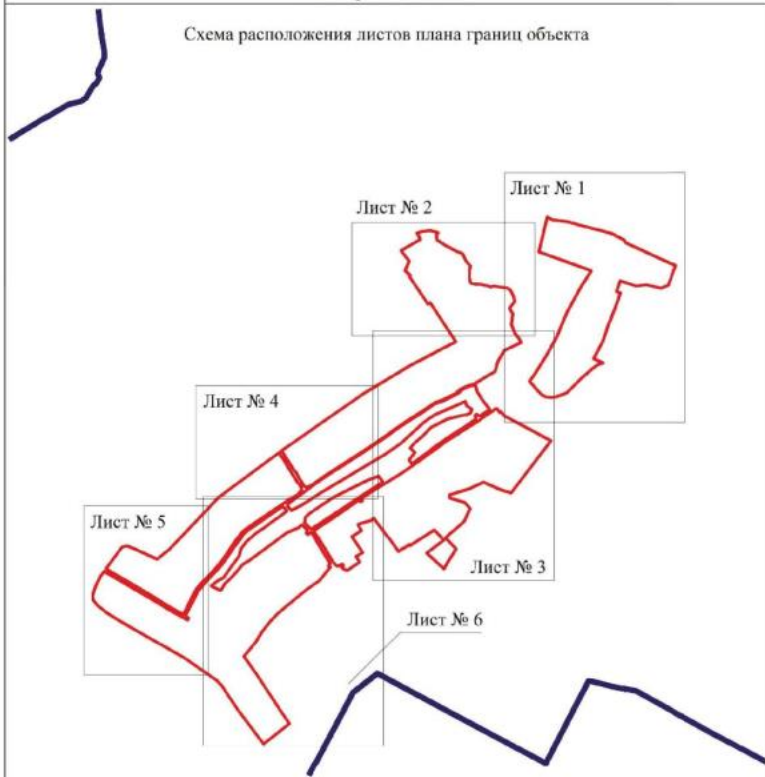 Схема расположения листов плана границ объекта
Лист № 1
Лист № 2
Лист № 4
Лист № 5
Лист № 3
Лист № 6